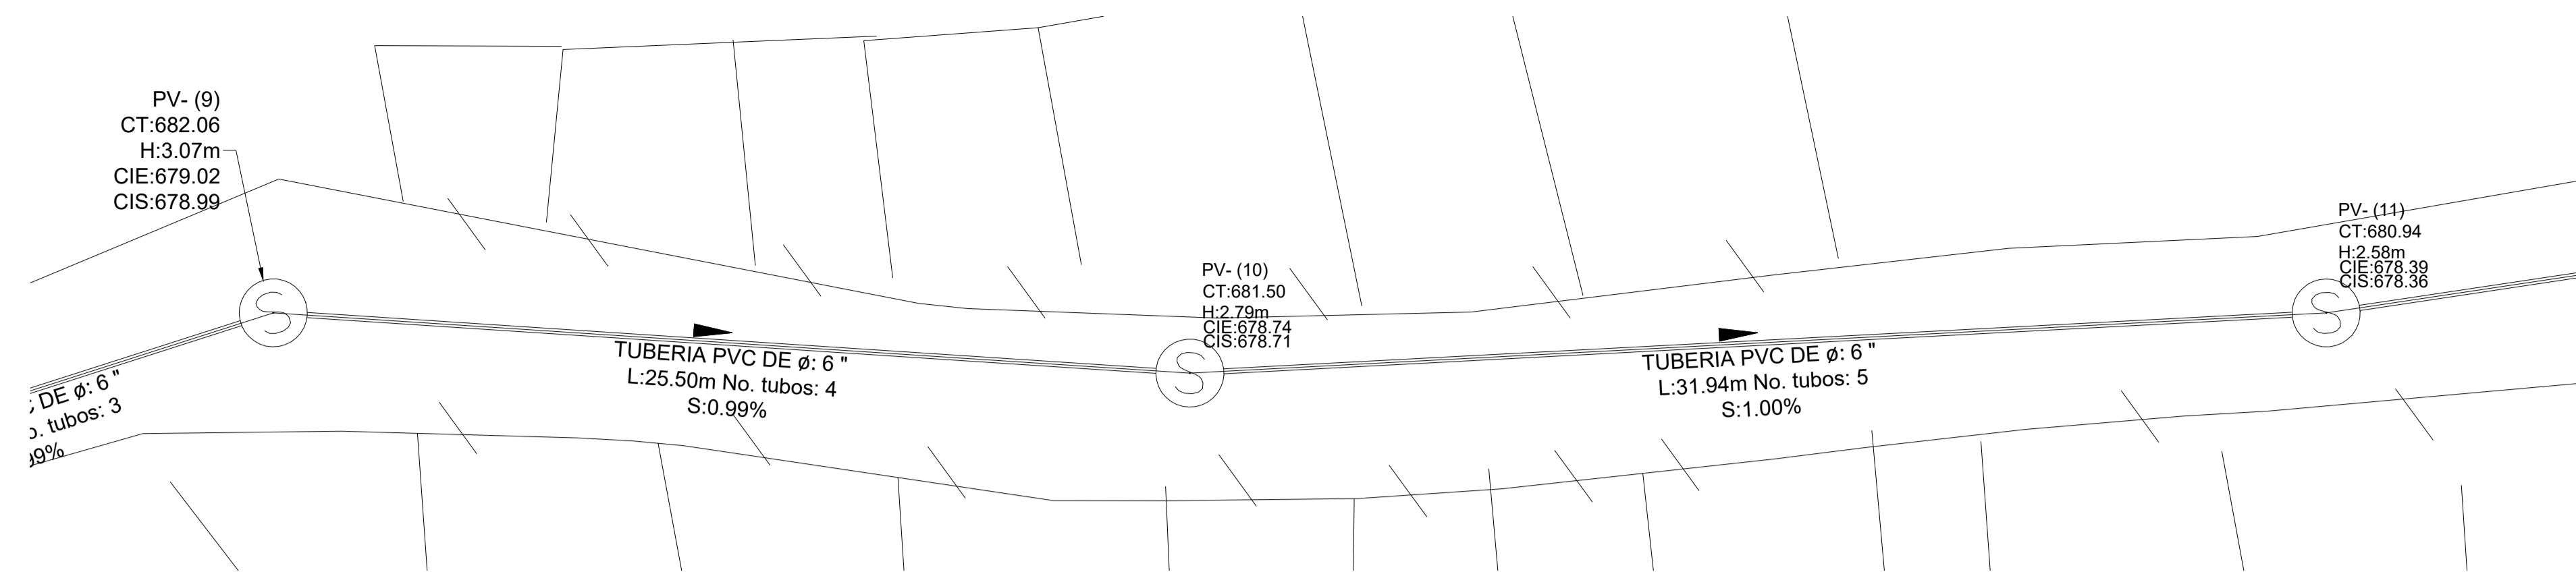 PV- (9)
CT:682.06
H:3.07m
CIE:679.02
CIS:678.99
DE ø: 6 "
tubos: 3
TUBERIA PVC DE ø: 6 "
L:25.50m No. tubos: 4
S:0.99%
PV- (10)
CT:681.50
H:2.79m
CIE:678.74
CIS:678.71
TUBERIA PVC DE ø: 6 "
L:31.94m No. tubos: 5
S:1.00%
PV- (11)
CT:680.94
H:2.58m
CIE:678.39
CIS:678.36
S
S
S